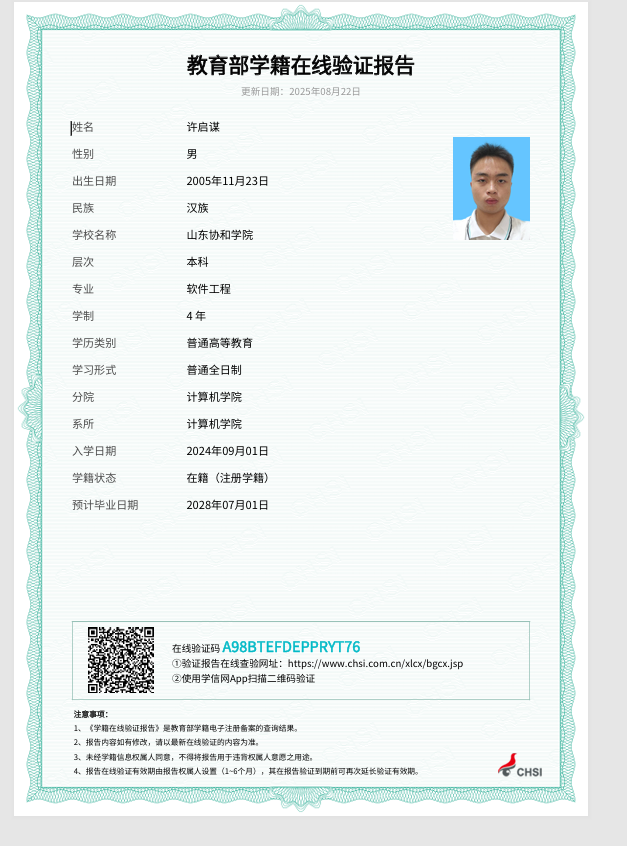 教育部学籍在线验证报告
更新日期：2025年08月22日
姓名 许启谋
性别 男
出生日期 2005年11月23日
民族 汉族
学校名称 山东协和学院
层次 本科
专业 软件工程
学制 4 年
学历类别 普通高等教育
学习形式 普通全日制
分院 计算机学院
系所 计算机学院
入学日期 2024年09月01日
学籍状态 在籍（注册学籍）
预计毕业日期 2028年07月01日
在线验证码 A98BTEFDEPPRYT76
①验证报告在线查验网址：https://www.chsi.com.cn/xlcx/bgcx.jsp
②使用学信网App扫描二维码验证
注意事项：
1、《学籍在线验证报告》是教育部学籍电子注册备案的查询结果。
2、报告内容如有修改，请以最新在线验证的内容为准。
3、未经学籍信息权属人同意，不得将报告用于违背权属人意愿之用途。
4、报告在线验证有效期由报告权属人设置（1~6个月），其在报告验证到期前可再次延长验证有效期。
CHSI